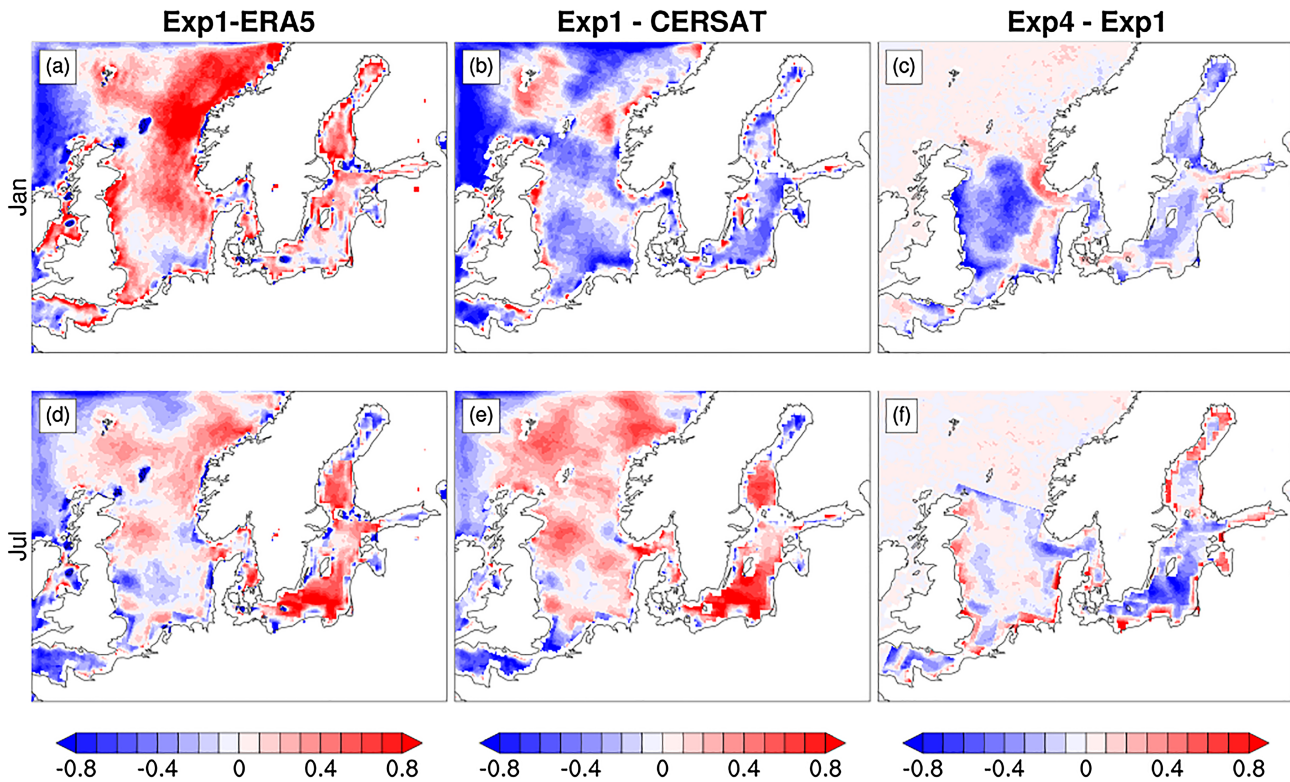 Exp1-ERA5 Exp1 - CERSAT Exp4 - Exp1
Jan (a) (b) (c)
Jul (d) (e) (f)
-0.8 -0.4 0 0.4 0.8 -0.8 -0.4 0 0.4 0.8 -0.8 -0.4 0 0.4 0.8